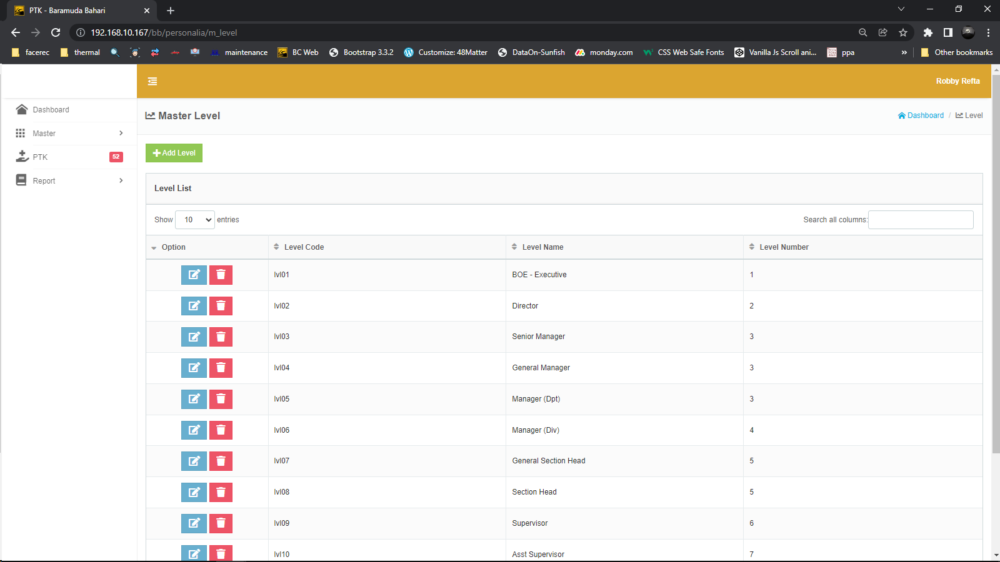 PTK - Baramuda Bahari
192.168.10.167/bb/personalia/m_level
facerec thermal maintenance BC Web Bootstrap 3.3.2 Customize: 48Matter DataOn-Sunfish monday.com CSS Web Safe Fonts Vanilla Js Scroll ani... ppa » Other bookmarks
Robby Refta
Dashboard
Master
PTK 52
Report
Master Level
Dashboard / Level
Add Level
Level List
Show 10 entries
Search all columns:
Option Level Code Level Name Level Number
lvl01 BOE - Executive 1
lvl02 Director 2
lvl03 Senior Manager 3
lvl04 General Manager 3
lvl05 Manager (Dpt) 3
lvl06 Manager (Div) 4
lvl07 General Section Head 5
lvl08 Section Head 5
lvl09 Supervisor 6
lvl10 Asst Supervisor 7